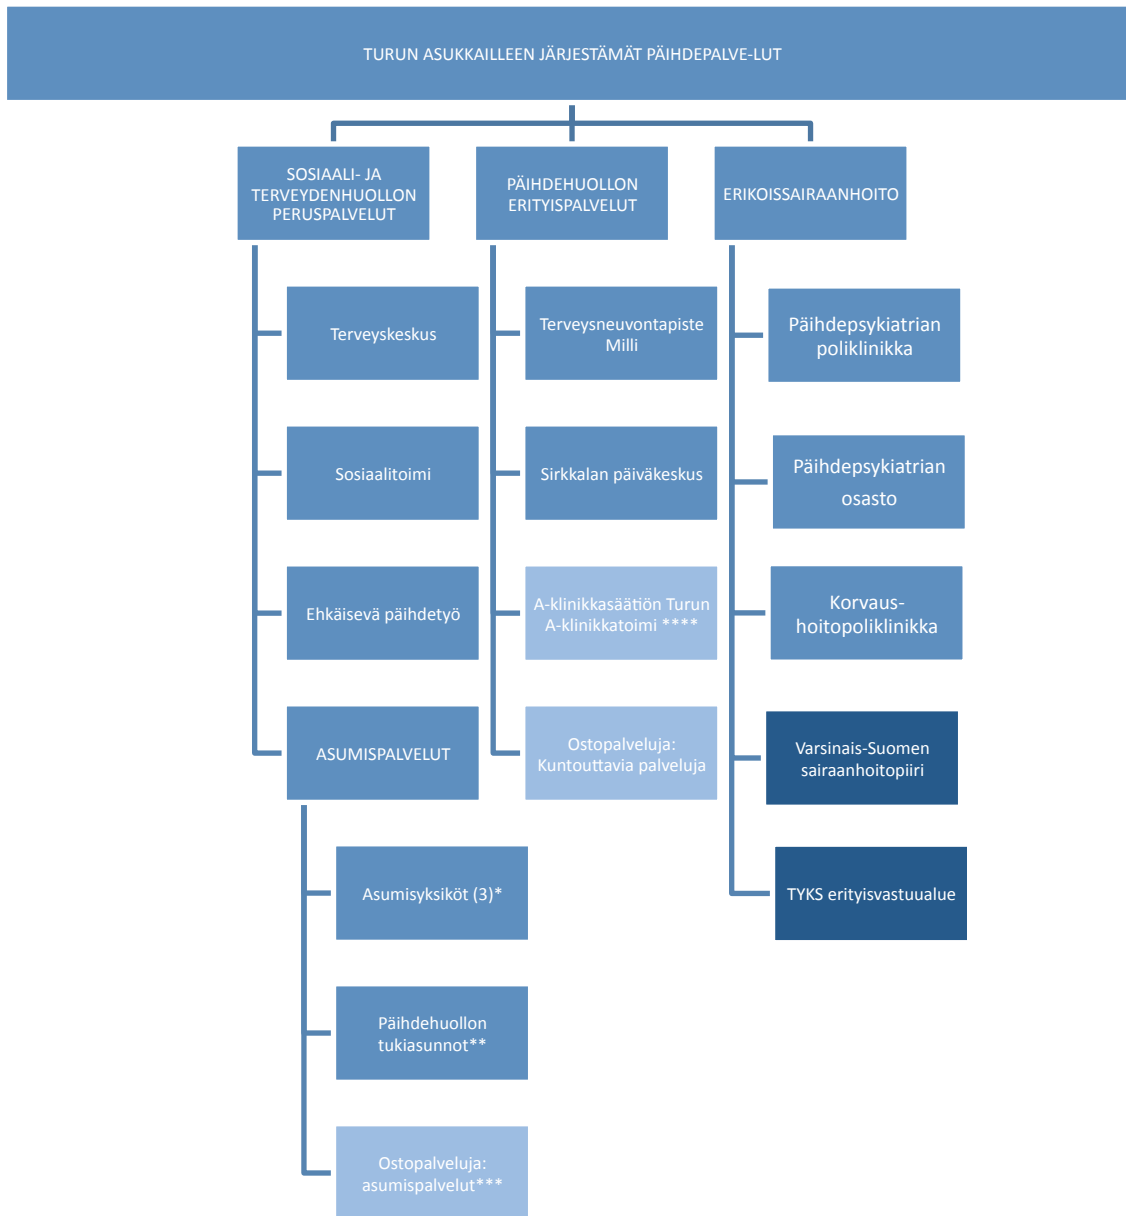 TURUN ASUKKAILLEEN JÄRJESTÄMÄT PÄIHDEPALVE-LUT
SOSIAALI- JA
TERVEYDENHUOLLON
PERUSPALVELUT
Terveyskeskus
Sosiaalitoimi
Ehkäisevä päihdetyö
ASUMISPALVELUT
Asumisyksiköt (3)*
Päihdehuollon
tukiasunnot**
Ostopalveluja:
asumispalvelut***
PÄIHDEHUOLLON
ERITYISPALVELUT
Terveysneuvontapiste
Milli
Sirkkalan päiväkeskus
A-klinikkasäätiön Turun
A-klinikkatoimi ****
Ostopalveluja:
Kuntouttavia palveluja
ERIKOISSAIRAANHOITO
Päihdepsykiatrian
poliklinikka
Päihdepsykiatrian
osasto
Korvaus-
hoitopoliklinikka
Varsinais-Suomen
sairaanhoitopiiri
TYKS erityisvastuualue